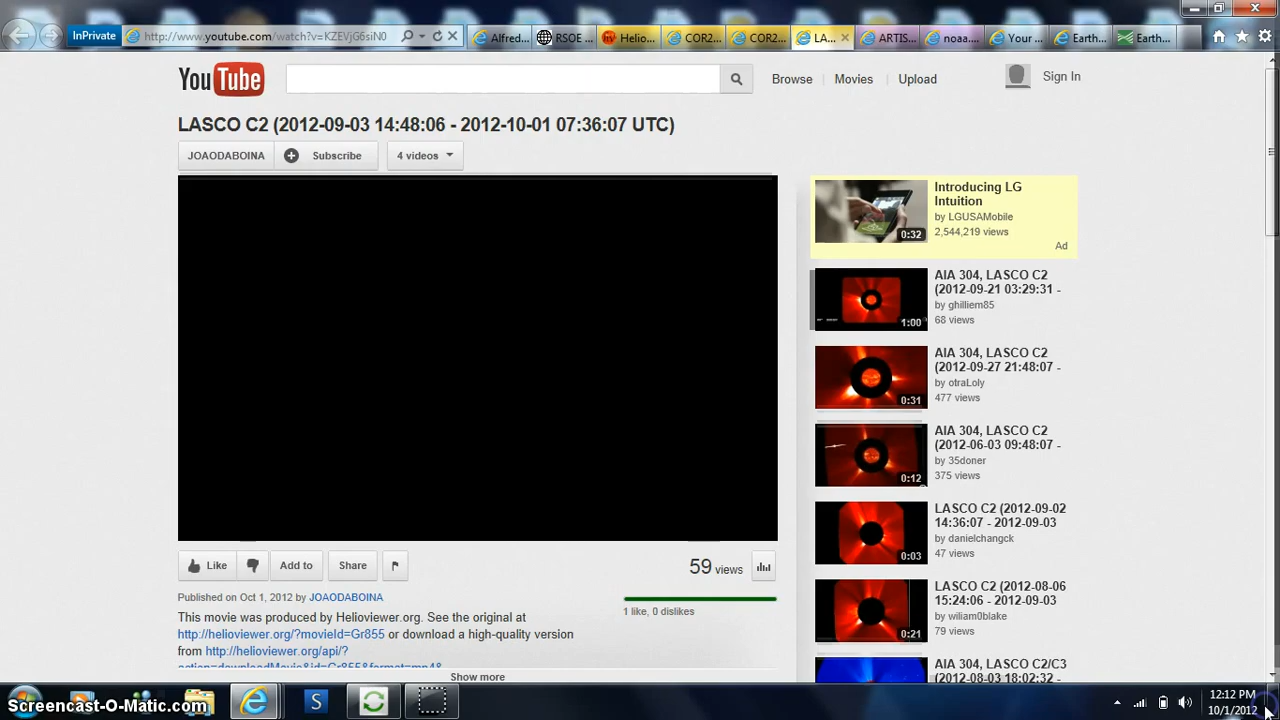 InPrivate
http://www.youtube.com/watch?v=KZEVjG6siN0
Alfred...
RSOE ...
Helio...
COR2...
COR2...
LA...
ARTIS...
noaa....
Your ...
Earth...
Earth...
YouTube
Browse
Movies
Upload
Sign In
LASCO C2 (2012-09-03 14:48:06 - 2012-10-01 07:36:07 UTC)
JOAODABOINA
Subscribe
4 videos
0:32
Introducing LG
Intuition
by LGUSAMobile
2,544,219 views
Ad
1:00
AIA 304, LASCO C2
(2012-09-21 03:29:31 -
by ghilliem85
68 views
0:31
AIA 304, LASCO C2
(2012-09-27 21:48:07 -
by otraLoly
477 views
0:12
AIA 304, LASCO C2
(2012-06-03 09:48:07 -
by 35doner
375 views
0:03
LASCO C2 (2012-09-02
14:36:07 - 2012-09-03
by danielchangck
47 views
0:21
LASCO C2 (2012-08-06
15:24:06 - 2012-09-03
by wiliam0blake
79 views
AIA 304, LASCO C2/C3
(2012-08-03 18:02:32 -
Like
Add to
Share
59 views
Published on Oct 1, 2012 by JOAODABOINA
1 like, 0 dislikes
This movie was produced by Helioviewer.org. See the original at
http://helioviewer.org/?movieId=Gr855 or download a high-quality version
from http://helioviewer.org/api/?
action=downloadMovie&id=Gr855&format=mp4&
Show more
Screencast-O-Matic.com
S
12:12 PM
10/1/2012